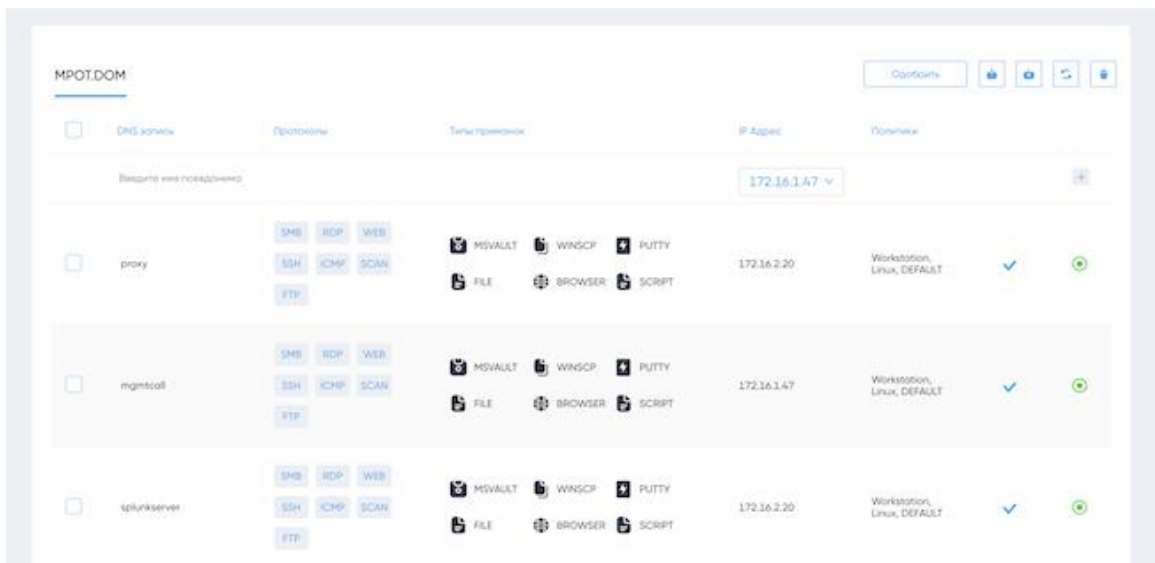 MPOT.DOM
Одобрить
DNS запись Протоколы Типы приманок IP Адрес Политики
Введите имя псевдонима 172.16.1.47
SMB RDP WEB
MSVAULT WINSCP PUTTY
proxy SSH ICMP SCAN 172.16.2.20 Workstation, Linux, DEFAULT
FILE BROWSER SCRIPT
FTP
SMB RDP WEB
MSVAULT WINSCP PUTTY
mgmtcall SSH ICMP SCAN 172.16.1.47 Workstation, Linux, DEFAULT
FILE BROWSER SCRIPT
FTP
SMB RDP WEB
MSVAULT WINSCP PUTTY
splunkserver SSH ICMP SCAN 172.16.2.20 Workstation, Linux, DEFAULT
FILE BROWSER SCRIPT
FTP